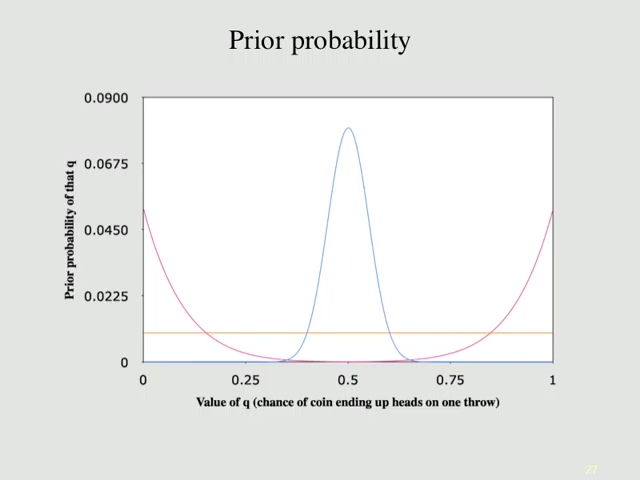 Prior probability
0.0900
0.0675
0.0450
0.0225
0
Prior probability of that q
0 0.25 0.5 0.75 1
Value of q (chance of coin ending up heads on one throw)
27